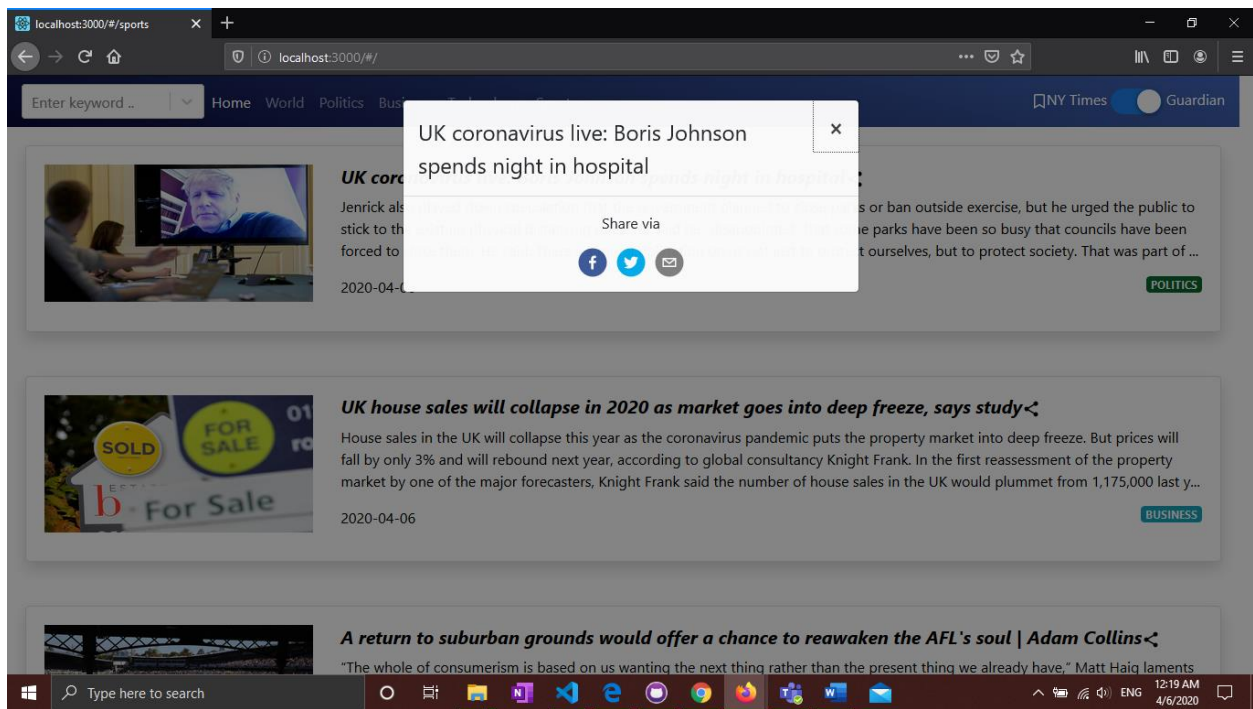 localhost:3000/#/sports
localhost:3000/#/
Enter keyword ..
Home World Politics
NY Times Guardian
UK coronavirus live: Boris Johnson
spends night in hospital
Share via
Jenrick
stick to
forced to
s or ban outside exercise, but he urged the public to
e parks have been so busy that councils have been
t ourselves, but to protect society. That was part of ...
POLITICS
UK house sales will collapse in 2020 as market goes into deep freeze, says study
House sales in the UK will collapse this year as the coronavirus pandemic puts the property market into deep freeze. But prices will
fall by only 3% and will rebound next year, according to global consultancy Knight Frank. In the first reassessment of the property
market by one of the major forecasters, Knight Frank said the number of house sales in the UK would plummet from 1,175,000 last y...
2020-04-06
BUSINESS
SOLD
FOR
SALE
01
ro
b
For Sale
A return to suburban grounds would offer a chance to reawaken the AFL's soul | Adam Collins
"The whole of consumerism is based on us wanting the next thing rather than the present thing we already have," Matt Haig laments
Type here to search
ENG
12:19 AM
4/6/2020